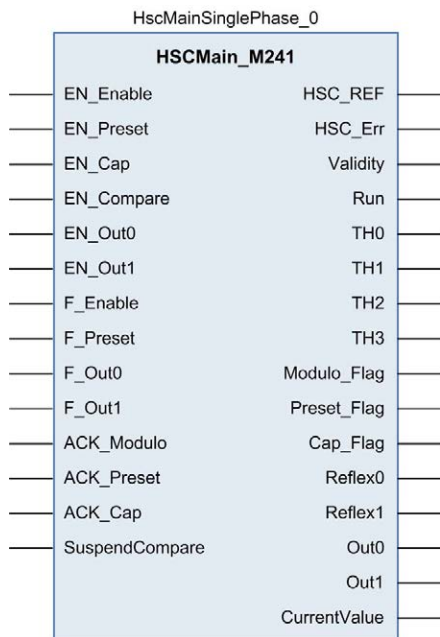 HscMainSinglePhase_0
HSCMain_M241
EN_Enable HSC_REF
EN_Preset HSC_Err
EN_Cap Validity
EN_Compare Run
EN_Out0 TH0
EN_Out1 TH1
F_Enable TH2
F_Preset TH3
F_Out0 Modulo_Flag
F_Out1 Preset_Flag
ACK_Modulo Cap_Flag
ACK_Preset Reflex0
ACK_Cap Reflex1
SuspendCompare Out0
Out1
CurrentValue